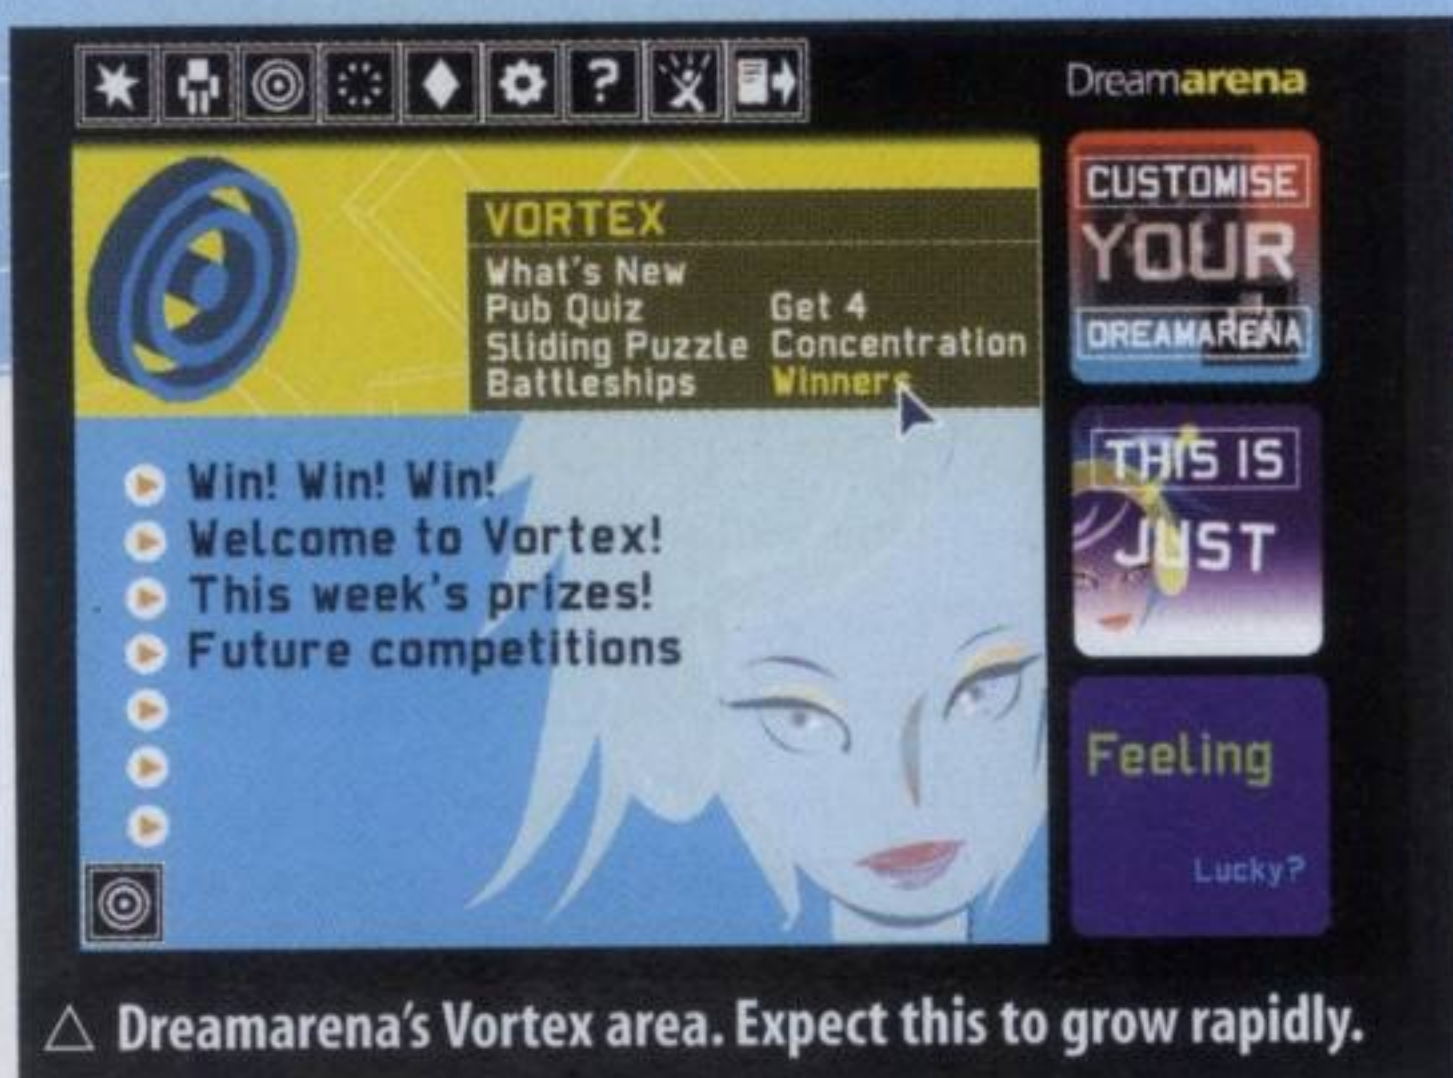 ?
Dreamarena
VORTEX
What's New
Pub Quiz Get 4
Sliding Puzzle Concentration
Battleships Winners
Win! Win! Win!
Welcome to Vortex!
This week's prizes!
Future competitions
CUSTOMISE
YOUR
DREAMARENA
THIS IS
JUST
Feeling
Lucky?
△ Dreamarena's Vortex area. Expect this to grow rapidly.